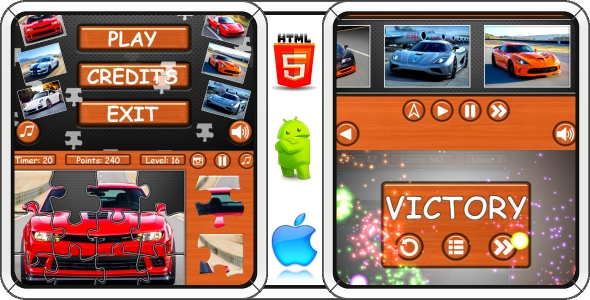 PLAY
CREDITS
EXIT
Timer: 20
Points: 240
Level: 16
HTML
5
VICTORY